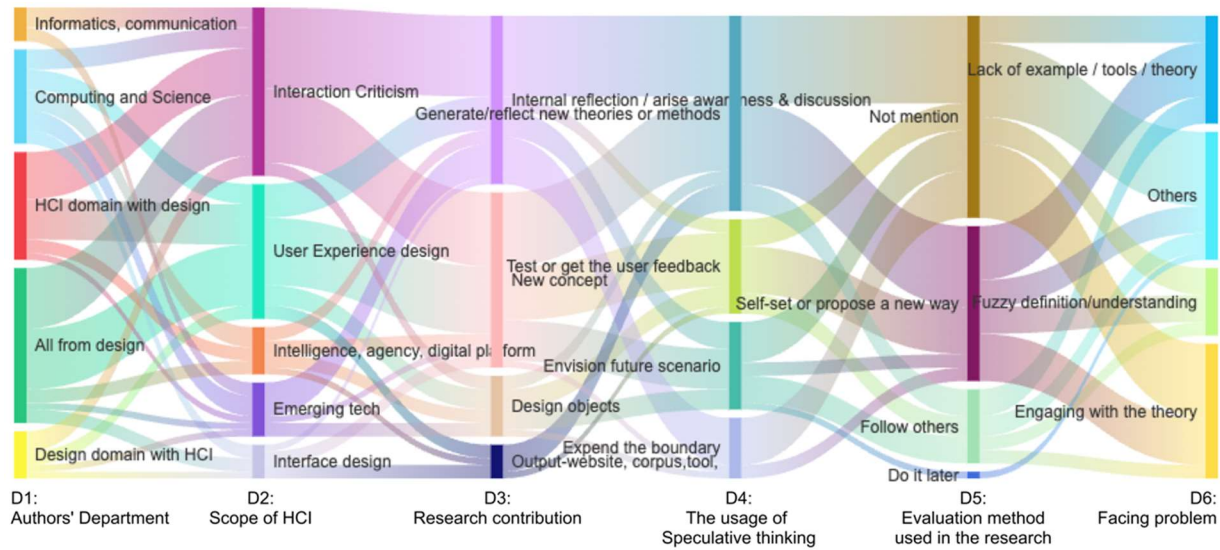 Informatics, communication
Computing and Science
HCI domain with design
All from design
Design domain with HCI
D1:
Authors' Department
Interaction Criticism
User Experience design
Intelligence, agency, digital platform
Emerging tech
Interface design
D2:
Scope of HCI
Generate/reflect new theories or methods
New concept
Design objects
Output-website, corpus,tool,
D3:
Research contribution
Internal reflection / arise awarness & discussion
Test or get the user feedback
Envision future scenario
Expend the boundary
D4:
The usage of
Speculative thinking
Not mention
Self-set or propose a new way
Follow others
Do it later
D5:
Evaluation method
used in the research
Lack of example / tools / theory
Others
Fuzzy definition/understanding
Engaging with the theory
D6:
Facing problem